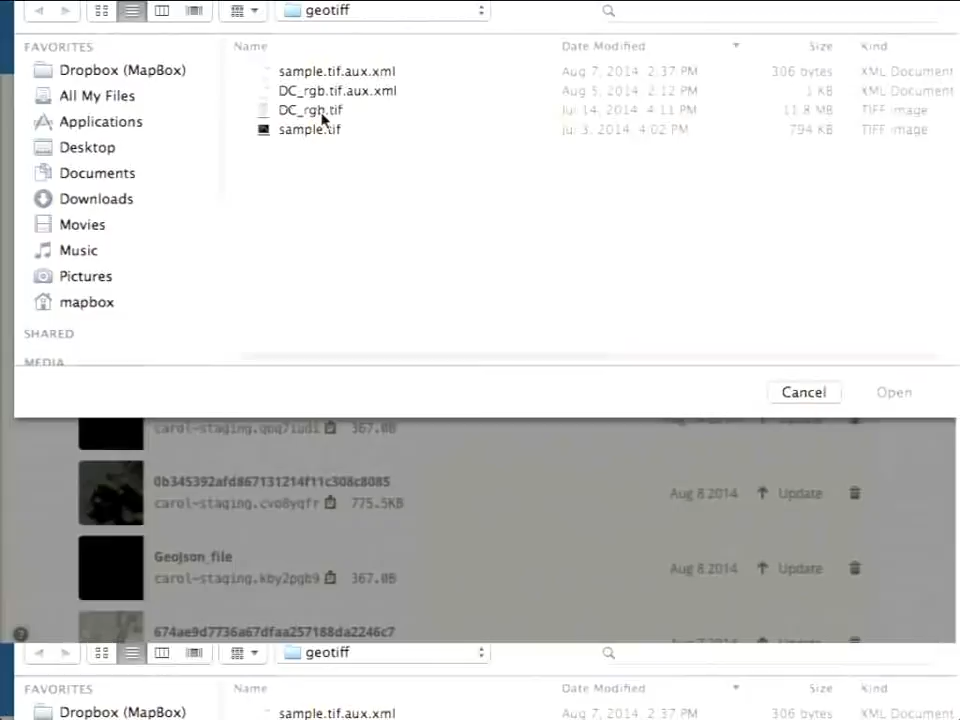 geotiff
FAVORITES Name Date Modified Size Kind
Dropbox (MapBox) sample.tif.aux.xml Aug 7, 2014 2:37 PM 306 bytes XML Document
All My Files DC_rgb.tif.aux.xml Aug 5, 2014 2:12 PM 1 KB XML Document
DC_rgb.tif Jul 14, 2014 4:11 PM 11.8 MB TIFF image
Applications sample.tif Jul 3, 2014 4:02 PM 794 KB TIFF image
Desktop
Documents
Downloads
Movies
Music
Pictures
mapbox
SHARED
MEDIA
Cancel Open
367.0B
0b345392afd867131214f11c308c8085
carol-staging.cvo8yqfr 775.5KB Aug 8 2014 Update
GeoJson_file
carol-staging.kby2pgb9 367.0B Aug 8 2014 Update
674ae9d7736a67dfaa257188da2246c7
geotiff
FAVORITES Name Date Modified Size Kind
Dropbox (MapBox) sample.tif.aux.xml Aug 7, 2014 2:37 PM 306 bytes XML Document